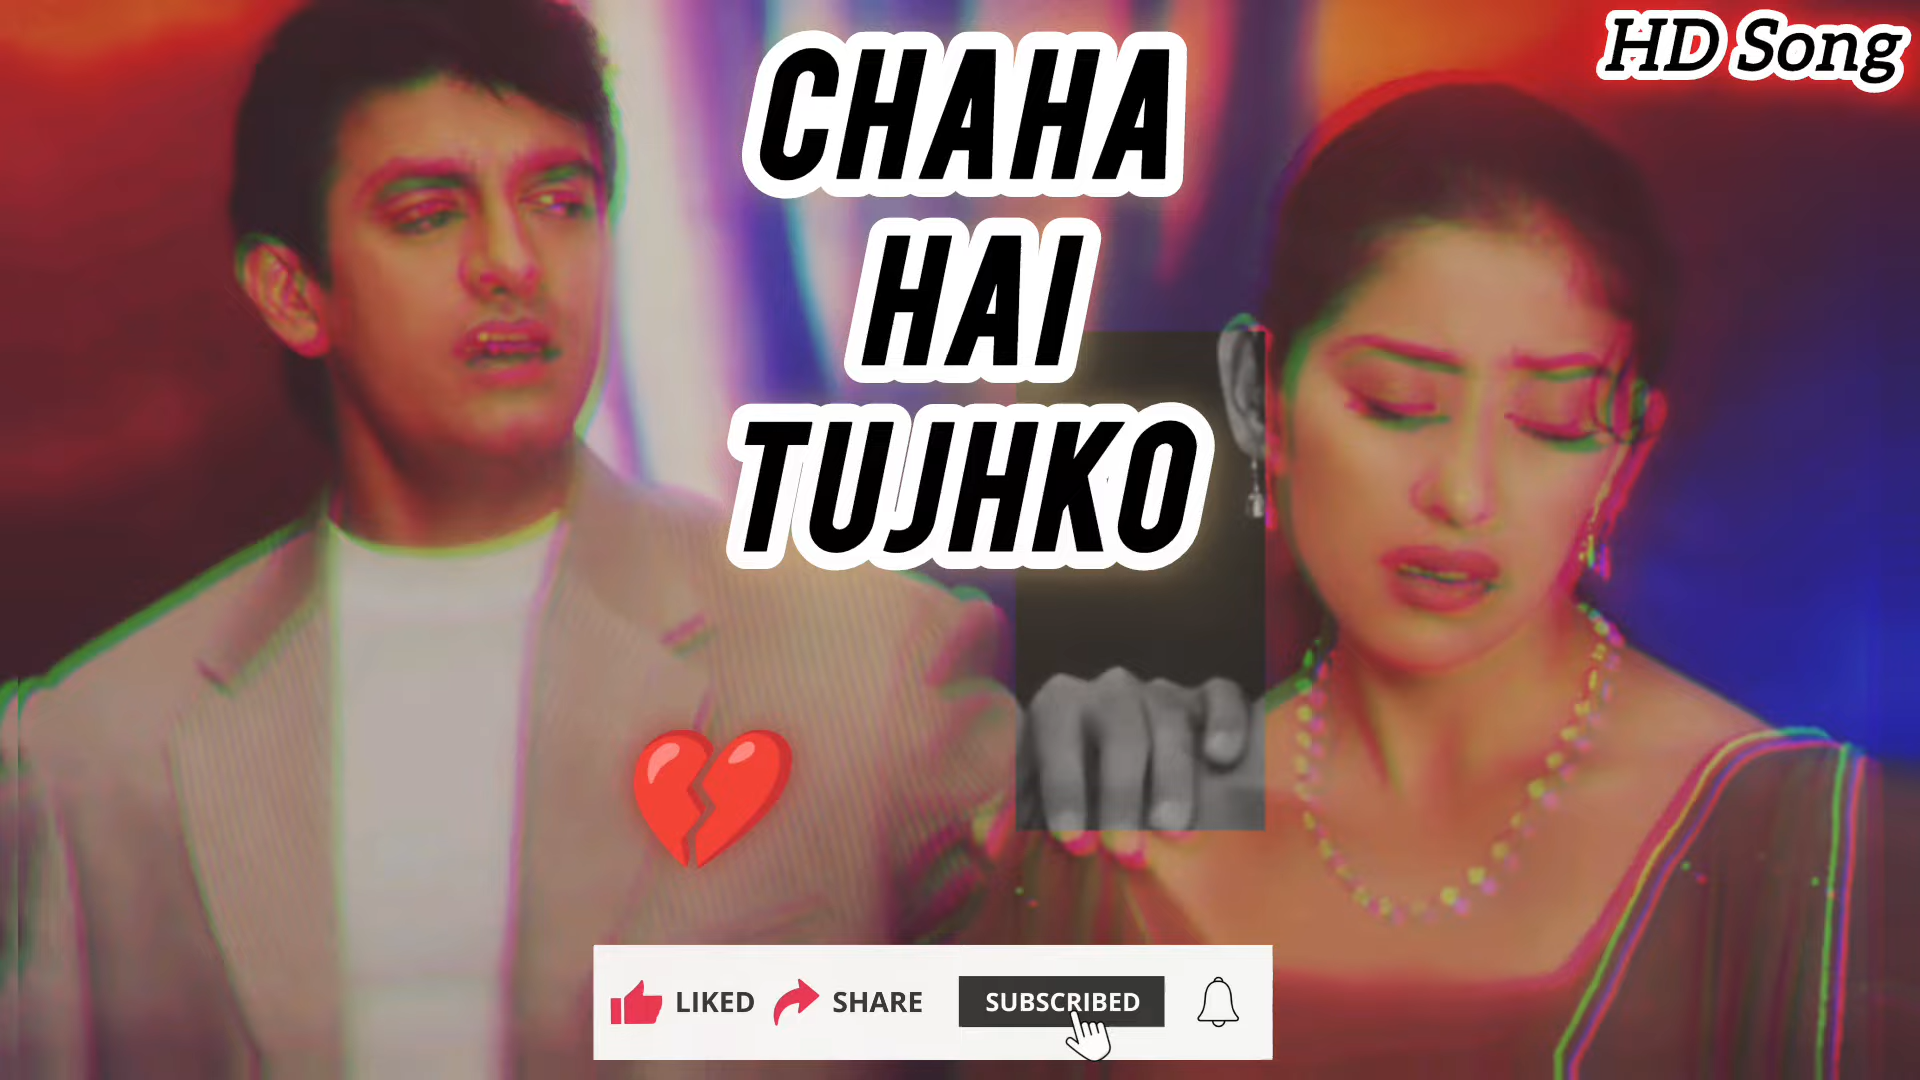 HD Song
CHAHA
HAI
TUJHKO
LIKED SHARE SUBSCRIBED